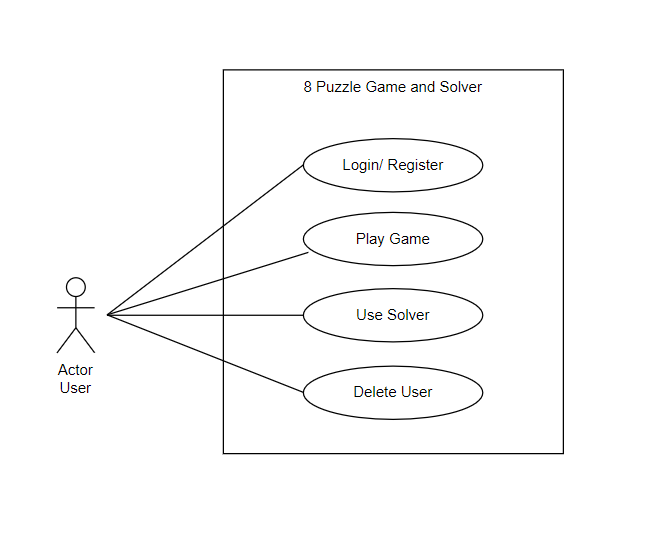 8 Puzzle Game and Solver
Login/ Register
Play Game
Use Solver
Delete User
Actor
User